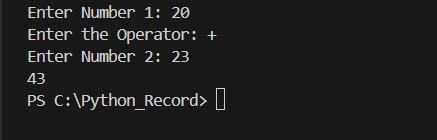 Enter Number 1: 20
Enter the Operator: +
Enter Number 2: 23
43
PS C:\Python_Record>